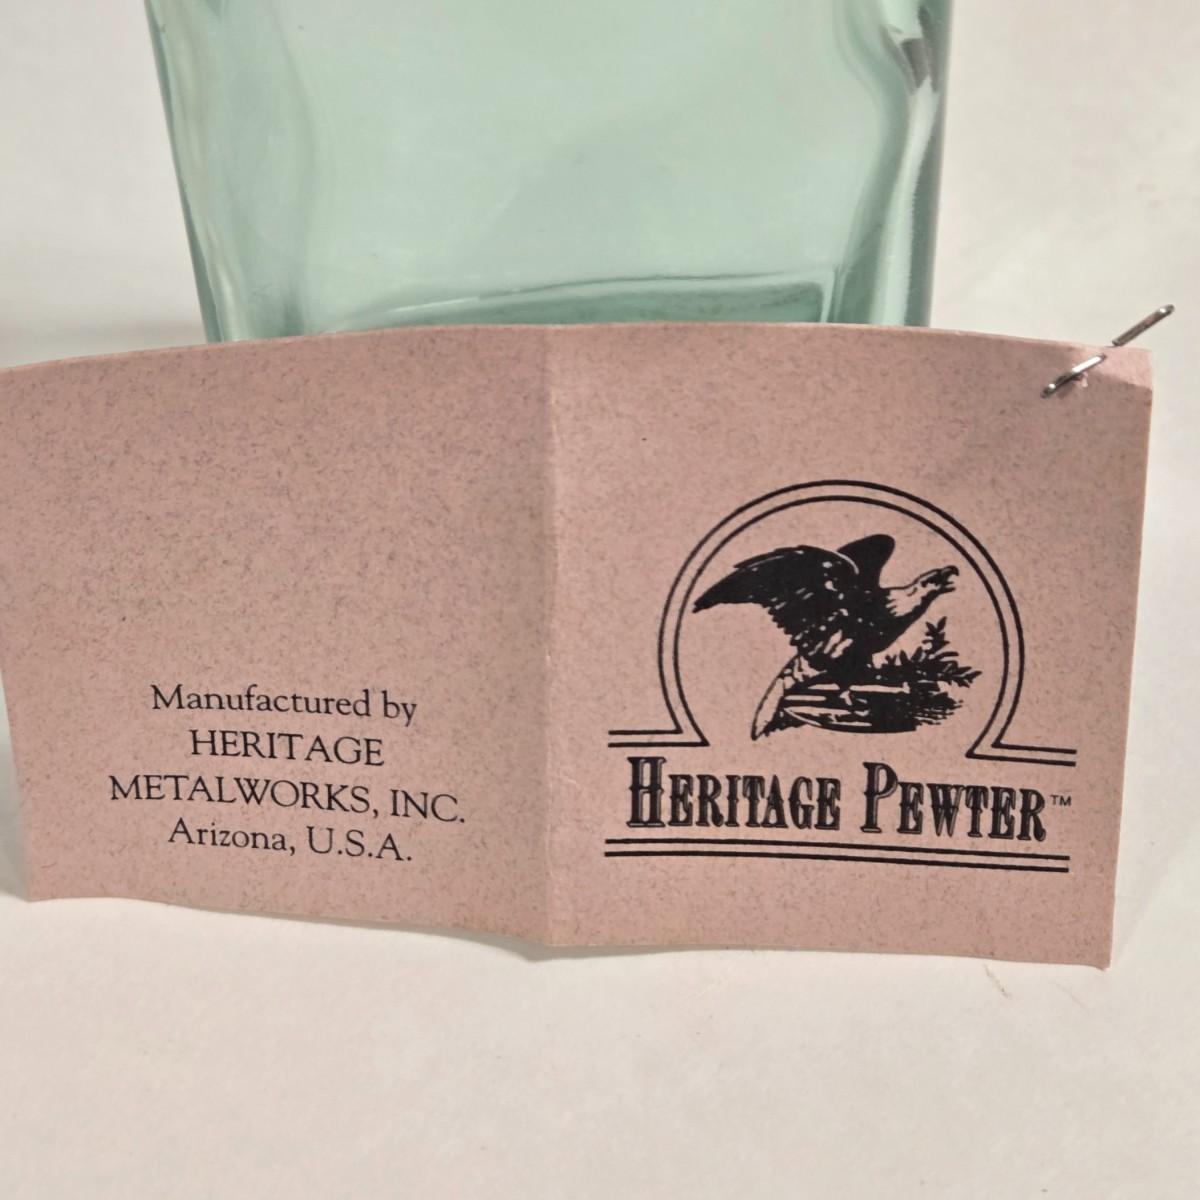 Manufactured by
HERITAGE
METALWORKS, INC.
Arizona, U.S.A.
HERITAGE PEWTER™